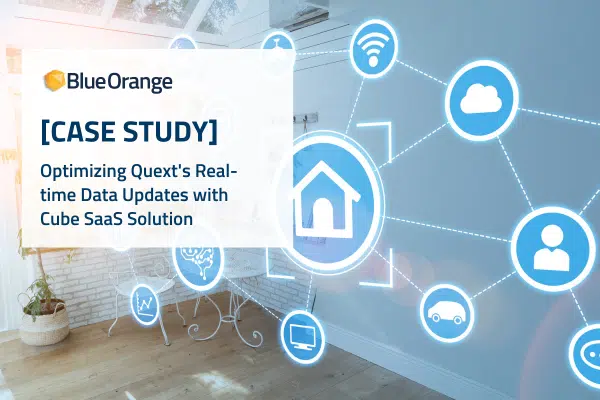 BlueOrange
[CASE STUDY]
Optimizing Quext's Real-
time Data Updates with
Cube SaaS Solution